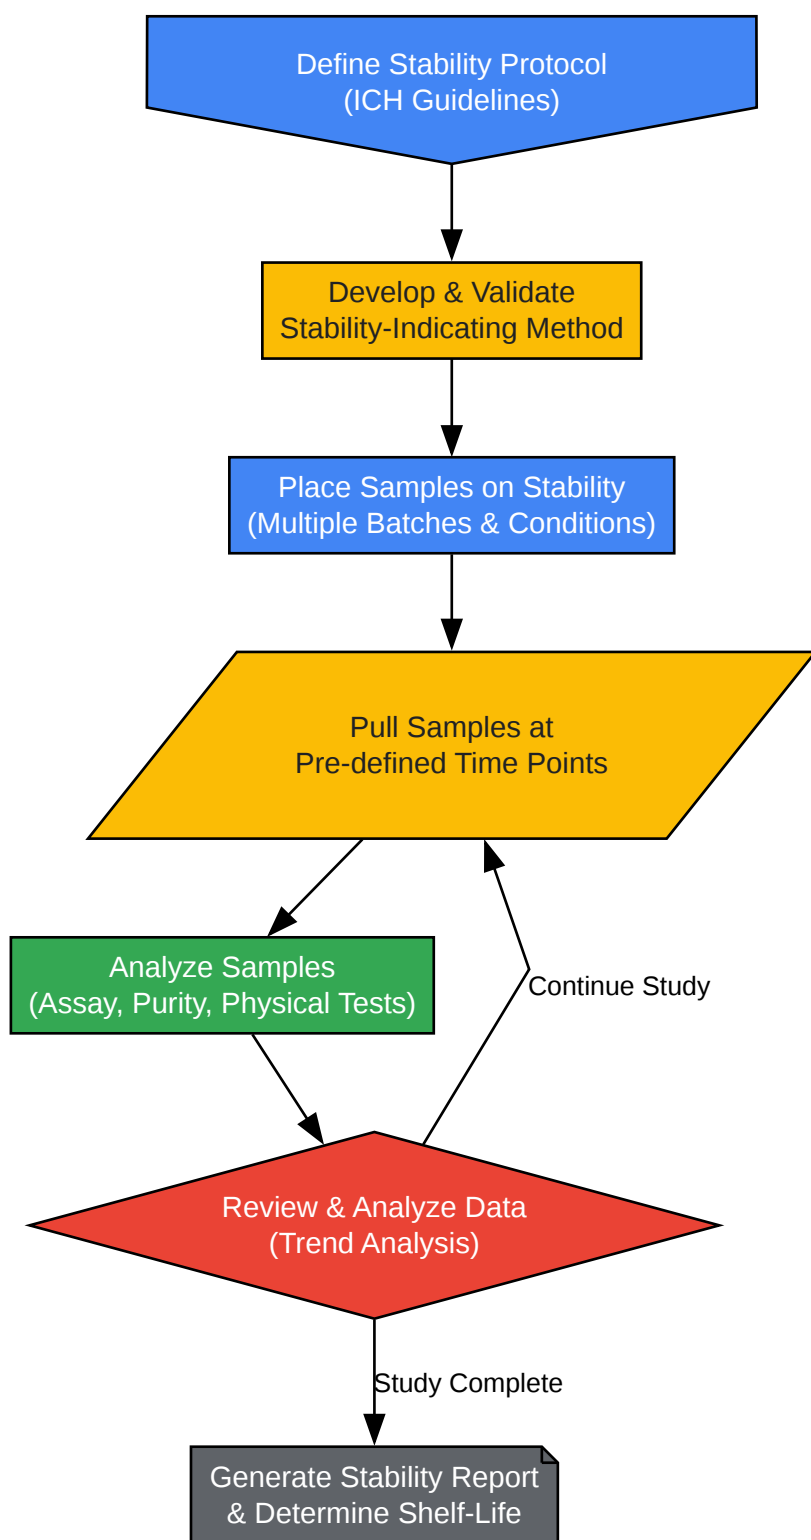 Define Stability Protocol
(ICH Guidelines)
Develop & Validate
Stability-Indicating Method
Place Samples on Stability
(Multiple Batches & Conditions)
Pull Samples at
Pre-defined Time Points
Analyze Samples
(Assay, Purity, Physical Tests)
Continue Study
Review & Analyze Data
(Trend Analysis)
Study Complete
Generate Stability Report
& Determine Shelf-Life